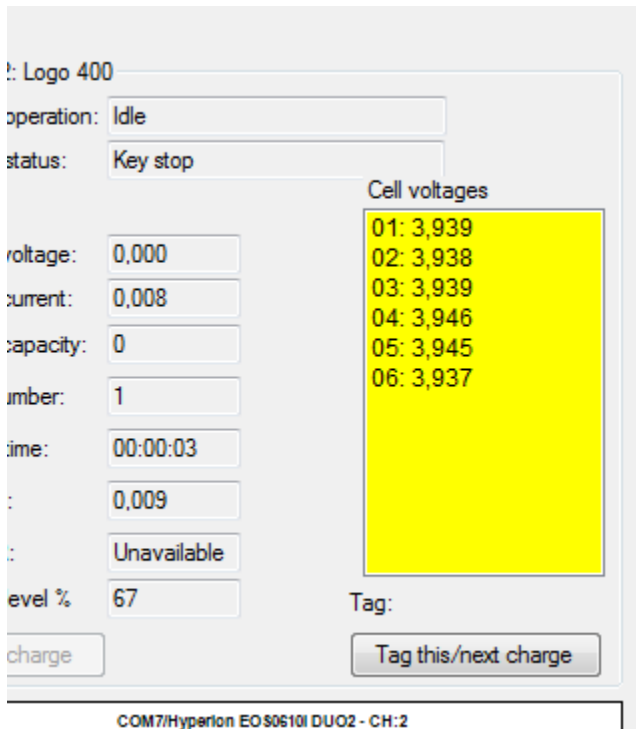 2: Logo 400
operation: Idle
status: Key stop
Cell voltages
01: 3,939
02: 3,938
03: 3,939
04: 3,946
05: 3,945
06: 3,937
voltage: 0,000
current: 0,008
capacity: 0
umber: 1
time: 00:00:03
: 0,009
.: Unavailable
level % 67
Tag:
charge
Tag this/next charge
COM7/Hyperion EOS0610I DUO2 - CH:2